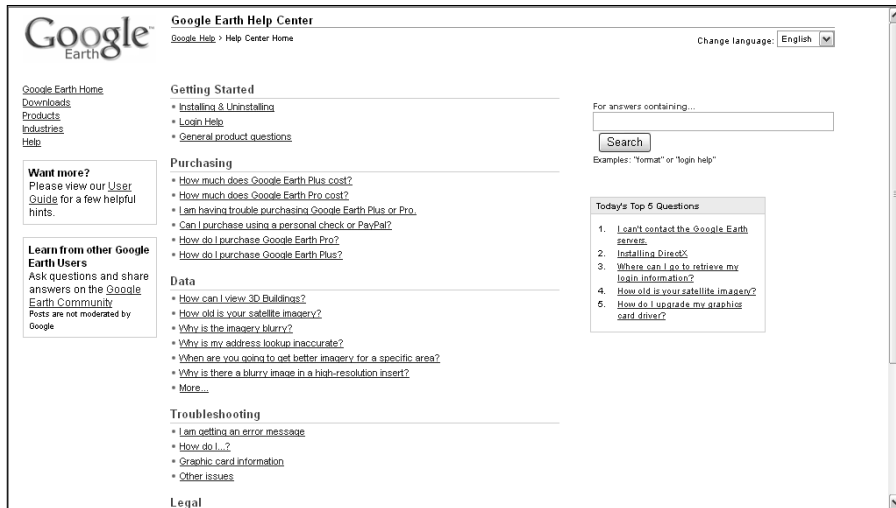 Google
Earth
Google Earth Help Center
Google Help > Help Center Home
Change language: English
Google Earth Home
Downloads
Products
Industries
Help
Want more?
Please view our User
Guide for a few helpful
hints.
Learn from other Google
Earth Users
Ask questions and share
answers on the Google
Earth Community
Posts are not moderated by
Google
Getting Started
Installing & Uninstalling
Login Help
General product questions
Purchasing
How much does Google Earth Plus cost?
How much does Google Earth Pro cost?
I am having trouble purchasing Google Earth Plus or Pro.
Can I purchase using a personal check or PayPal?
How do I purchase Google Earth Pro?
How do I purchase Google Earth Plus?
Data
How can I view 3D Buildings?
How old is your satellite imagery?
Why is the imagery blurry?
Why is my address lookup inaccurate?
When are you going to get better imagery for a specific area?
Why is there a blurry image in a high-resolution insert?
More...
Troubleshooting
I am getting an error message
How do I...?
Graphic card information
Other issues
Legal
For answers containing...
Search
Examples: "format" or "login help"
Today's Top 5 Questions
1. I can't contact the Google Earth
servers.
2. Installing DirectX
3. Where can I go to retrieve my
login information?
4. How old is your satellite imagery?
5. How do I upgrade my graphics
card driver?